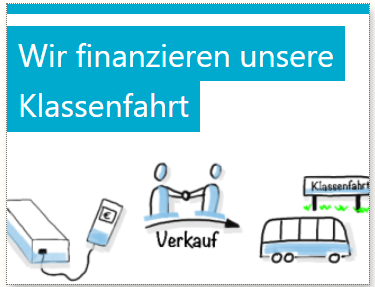 Wir finanzieren unsere
Klassenfahrt
Klassenfahrt
€
Verkauf